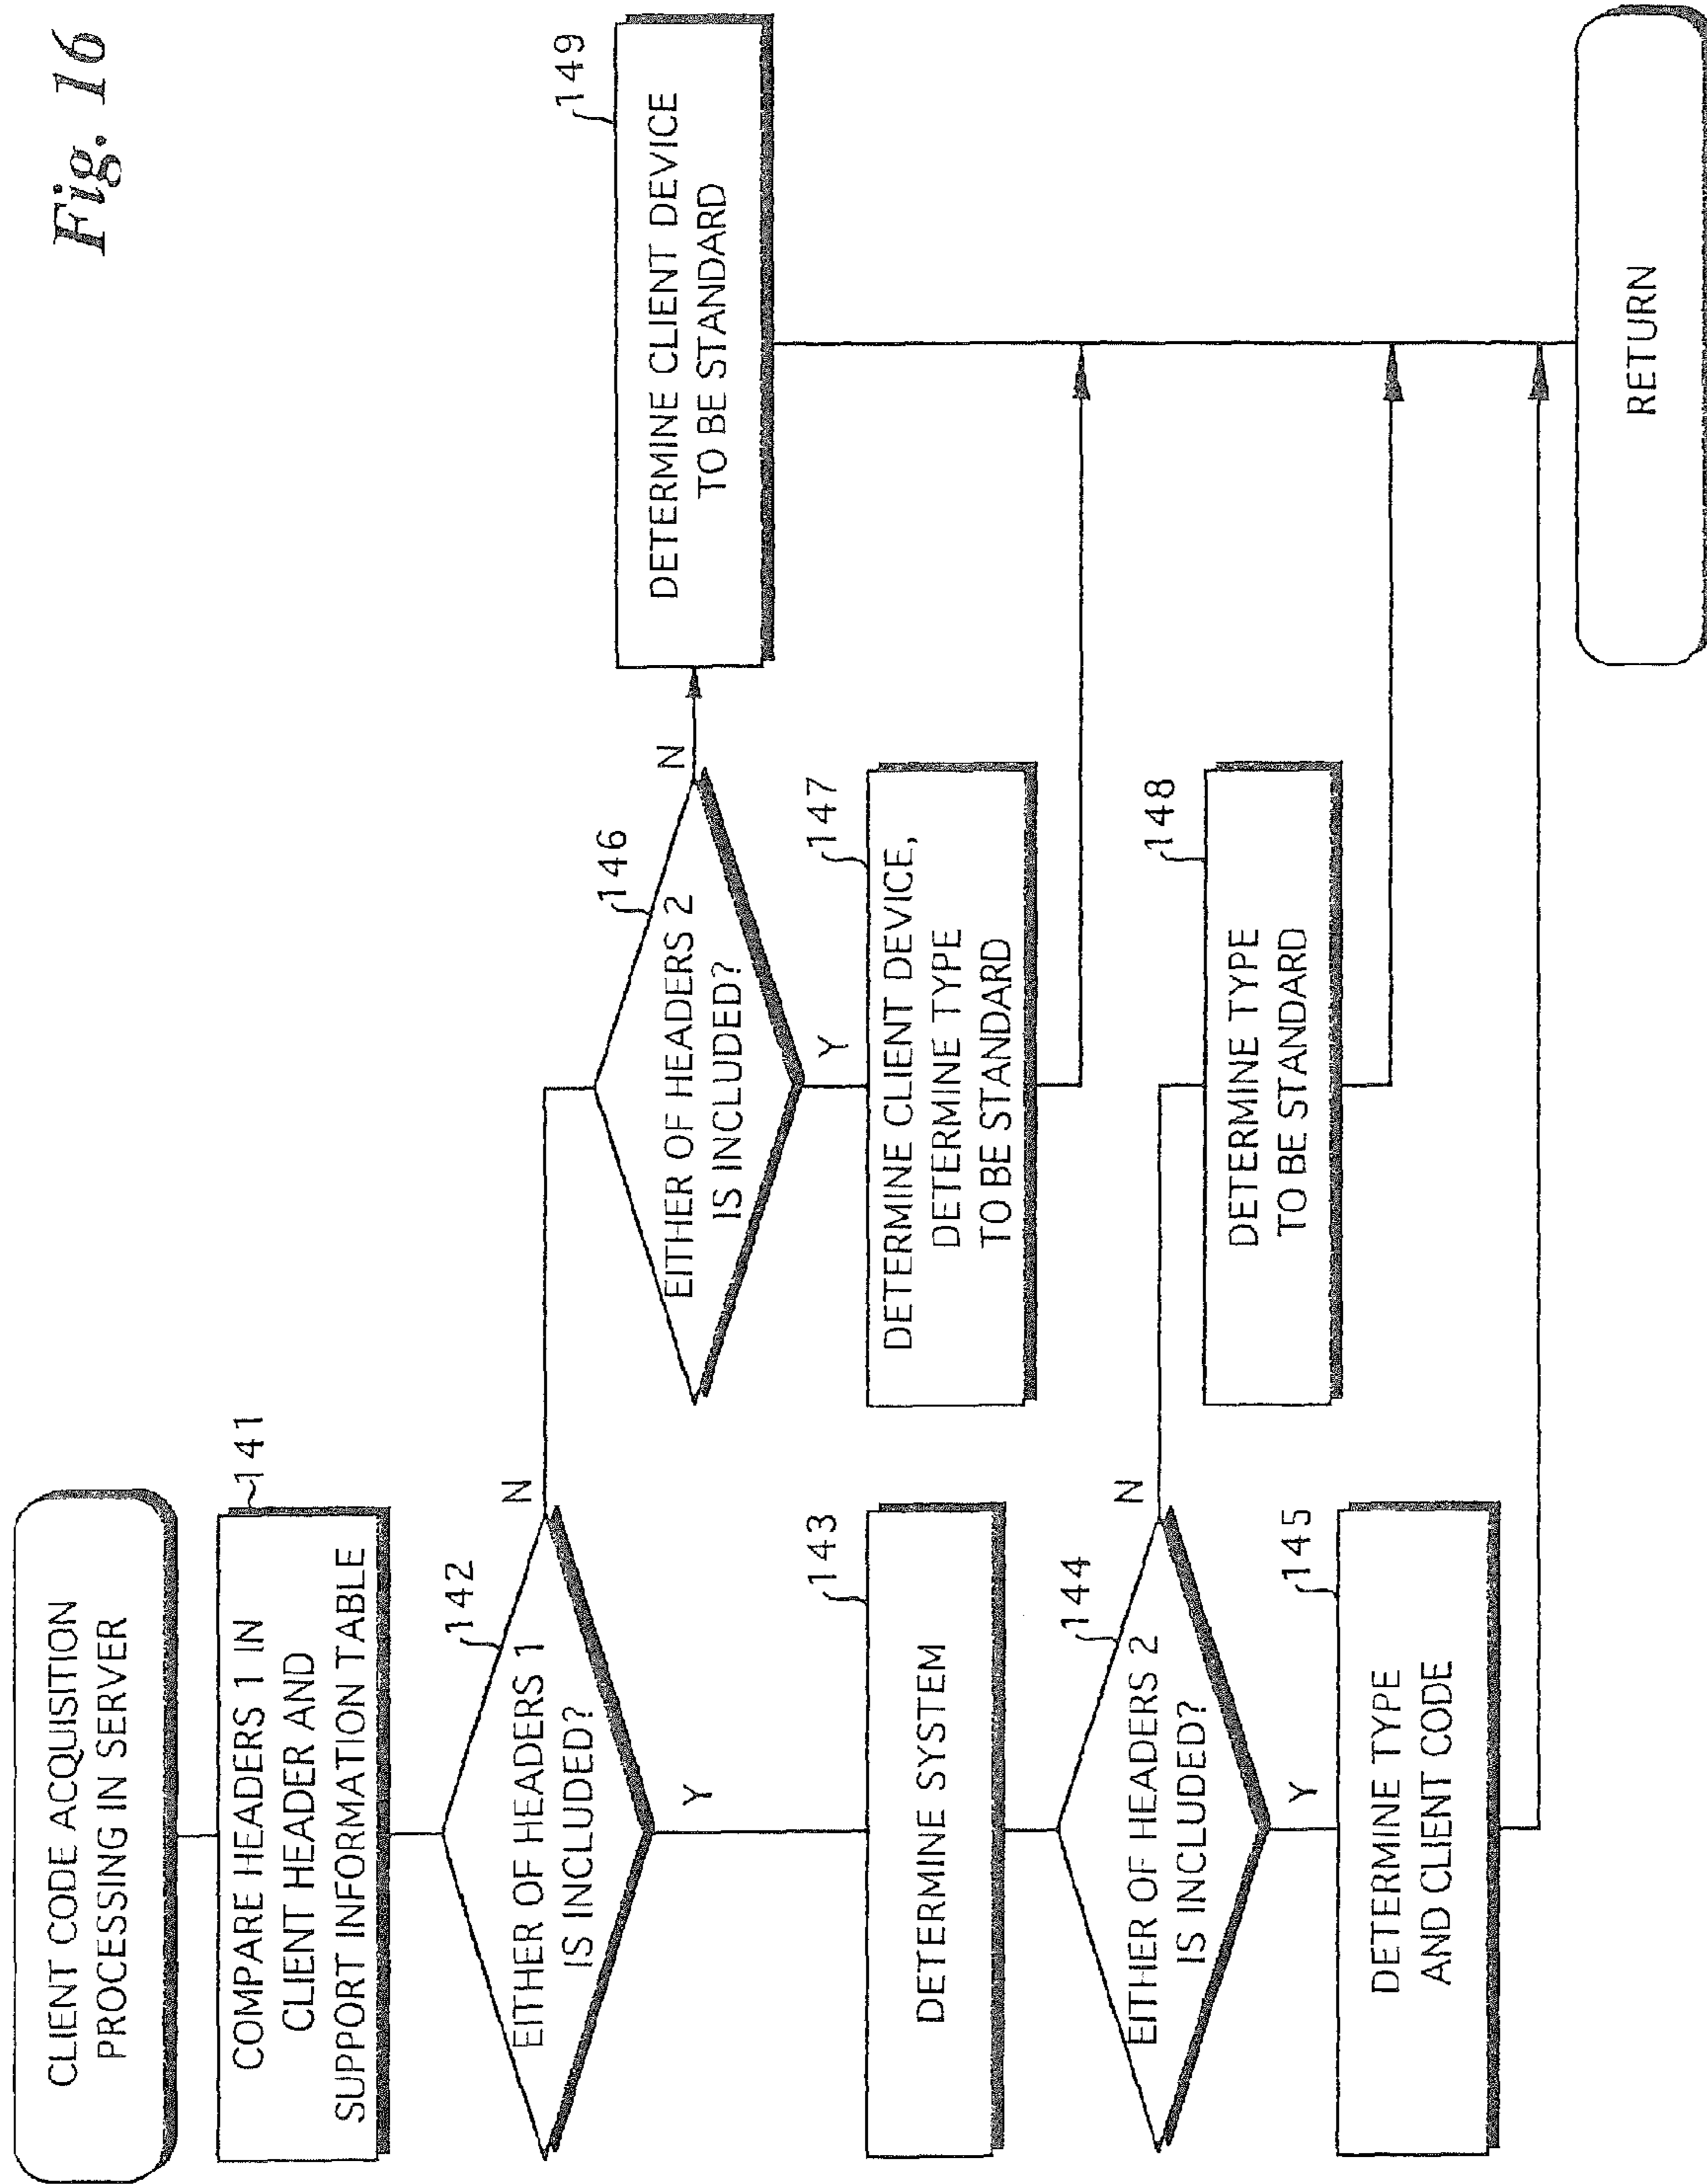 Fig. 16
CLIENT CODE ACQUISITION
PROCESSING IN SERVER
141
COMPARE HEADERS 1 IN
CLIENT HEADER AND
SUPPORT INFORMATION TABLE
142
EITHER OF HEADERS 1
IS INCLUDED?
N
Y
143
DETERMINE SYSTEM
144
EITHER OF HEADERS 2
IS INCLUDED?
N
Y
145
DETERMINE TYPE
AND CLIENT CODE
146
EITHER OF HEADERS 2
IS INCLUDED?
N
Y
147
DETERMINE CLIENT DEVICE,
DETERMINE TYPE
TO BE STANDARD
148
DETERMINE TYPE
TO BE STANDARD
149
DETERMINE CLIENT DEVICE
TO BE STANDARD
RETURN